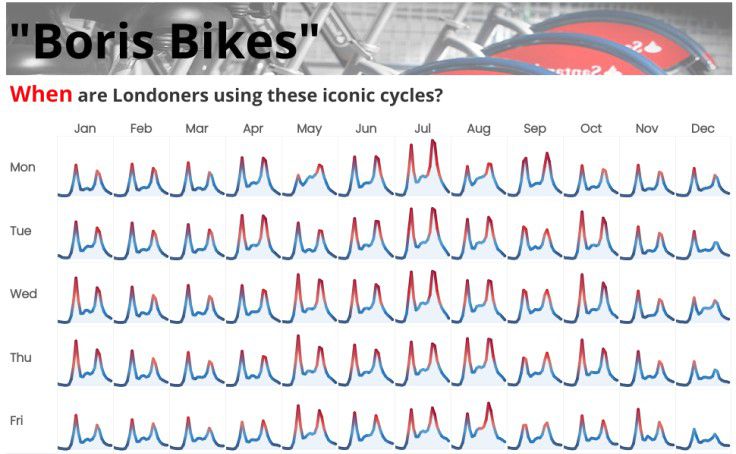 "Boris Bikes"
When are Londoners using these iconic cycles?
Jan Feb Mar Apr May Jun Jul Aug Sep Oct Nov Dec
Mon
Tue
Wed
Thu
Fri